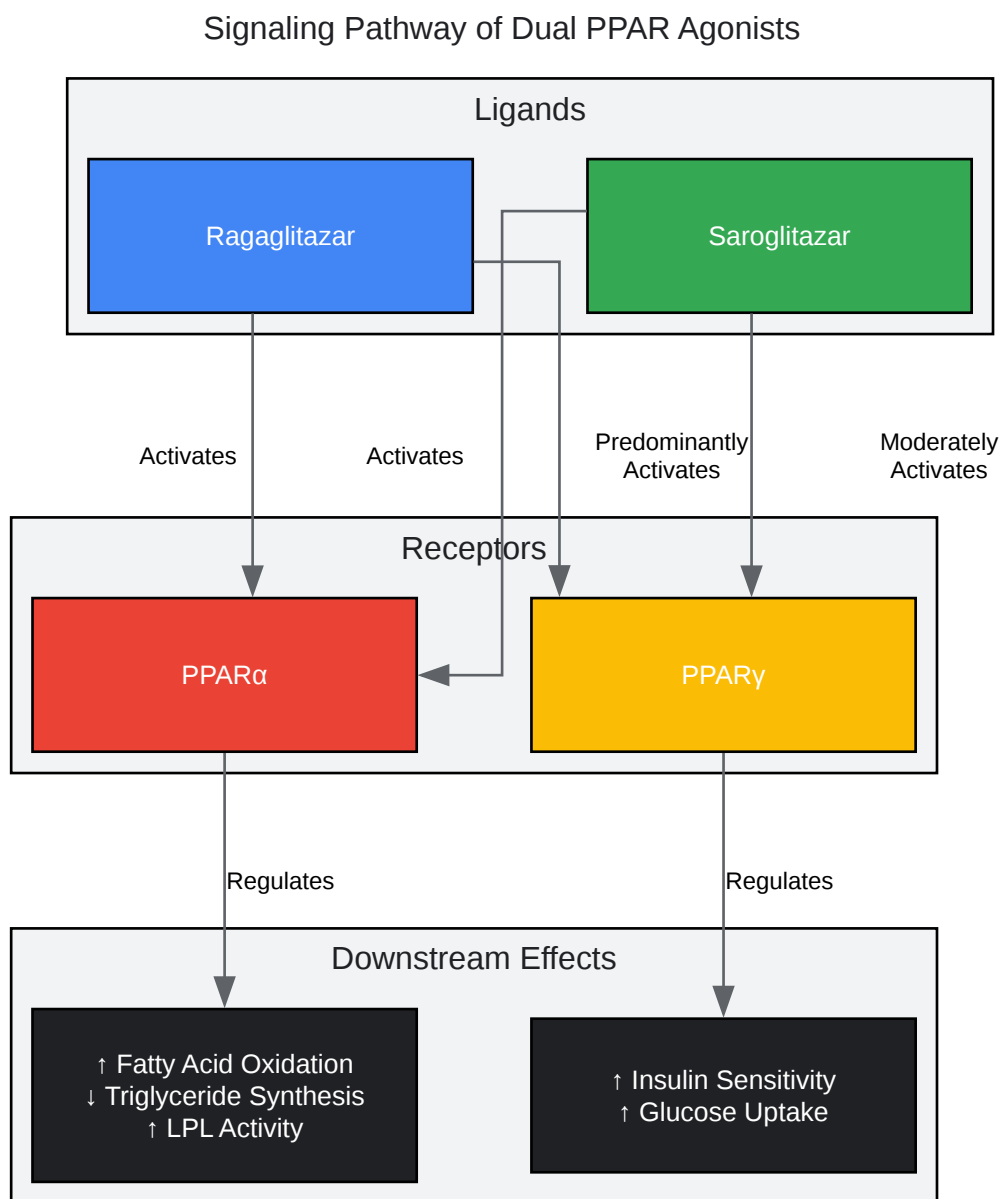 Signaling Pathway of Dual PPAR Agonists
Ligands
Ragaglitazar
Saroglitazar
Activates
Activates
Predominantly
Activates
Moderately
Activates
Receptors
PPARα
PPARγ
Regulates
Regulates
Downstream Effects
↑ Fatty Acid Oxidation
↓ Triglyceride Synthesis
↑ LPL Activity
↑ Insulin Sensitivity
↑ Glucose Uptake